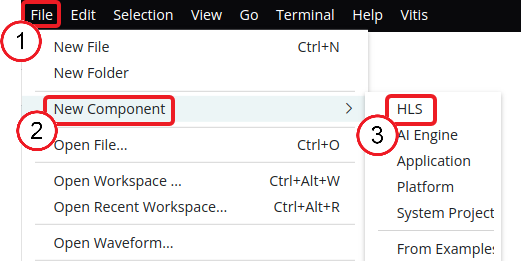 File Edit Selection View Go Terminal Help Vitis
1
New File Ctrl+N
New Folder
New Component >
2
HLS
3
AI Engine
Open File... Ctrl+O
Application
Open Workspace ... Ctrl+Alt+W
Platform
Open Recent Workspace... Ctrl+Alt+R
System Project
Open Waveform...
From Examples